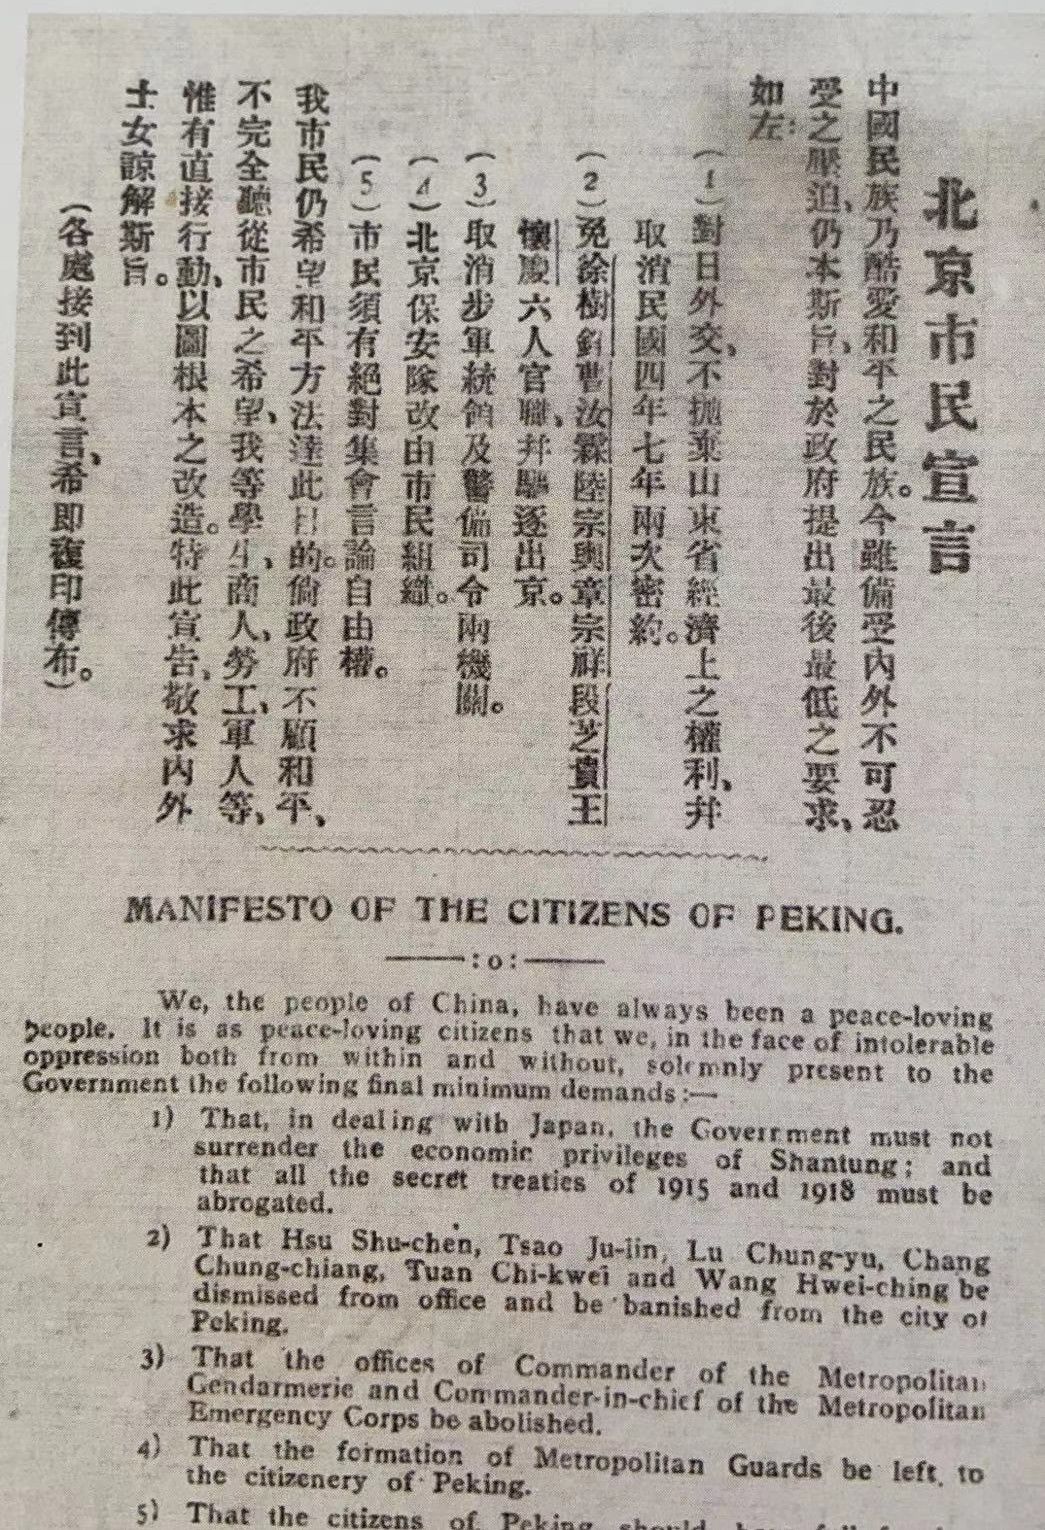 北京市民宣言
中國民族乃酷愛和平之民族。今雖備受內外不可忍
受之壓迫、仍本斯旨、對於政府提出最後最低之要求、
如左：
（1）對日外交、不拋棄山東省經濟上之權利、幷
取消民國四年七年兩次密約。
（2）免徐樹錚曹汝霖陸宗輿章宗祥段芝貴王
懷慶六人官職、幷驅逐出京。
（3）取消步軍統領及警備司令兩機關。
（4）北京保安隊改由市民組織。
（5）市民須有絕對集會言論自由權。
我市民仍希望和平方法達此目的。倘政府不顧和平、
不完全聽從市民之希望、我等學生、商人、勞工、軍人等、
惟有直接行動、以圖根本之改造。特此宣告、敬求內外
士女諒解斯旨。
（各處接到此宣言、希即複印傳布。）
MANIFESTO OF THE CITIZENS OF PEKING.
——:o:——
We, the people of China, have always been a peace-loving
people. It is as peace-loving citizens that we, in the face of intolerable
oppression both from within and without, solemnly present to the
Government the following final minimum demands :—
1) That, in dealing with Japan, the Government must not
surrender the economic privileges of Shantung; and
that all the secret treaties of 1915 and 1918 must be
abrogated.
2) That Hsu Shu-chen, Tsao Ju-lin, Lu Chung-yu, Chang
Chung-chiang, Tuan Chi-kwei and Wang Hwei-ching be
dismissed from office and be banished from the city of
Peking.
3) That the offices of Commander of the Metropolitan
Gendarmerie and Commander-in-chief of the Metropolitan
Emergency Corps be abolished.
4) That the formation of Metropolitan Guards be left to
the citizenery of Peking.
5) That the citizens of Peking should